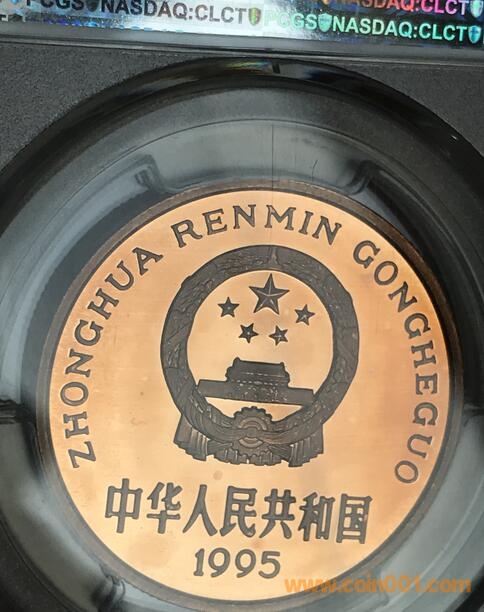 PCGS NASDAQ:CLCT PCGS NASDAQ:CLCT
ZHONGHUA RENMIN GONGHEGUO
中华人民共和国
1995
www.coin001.com